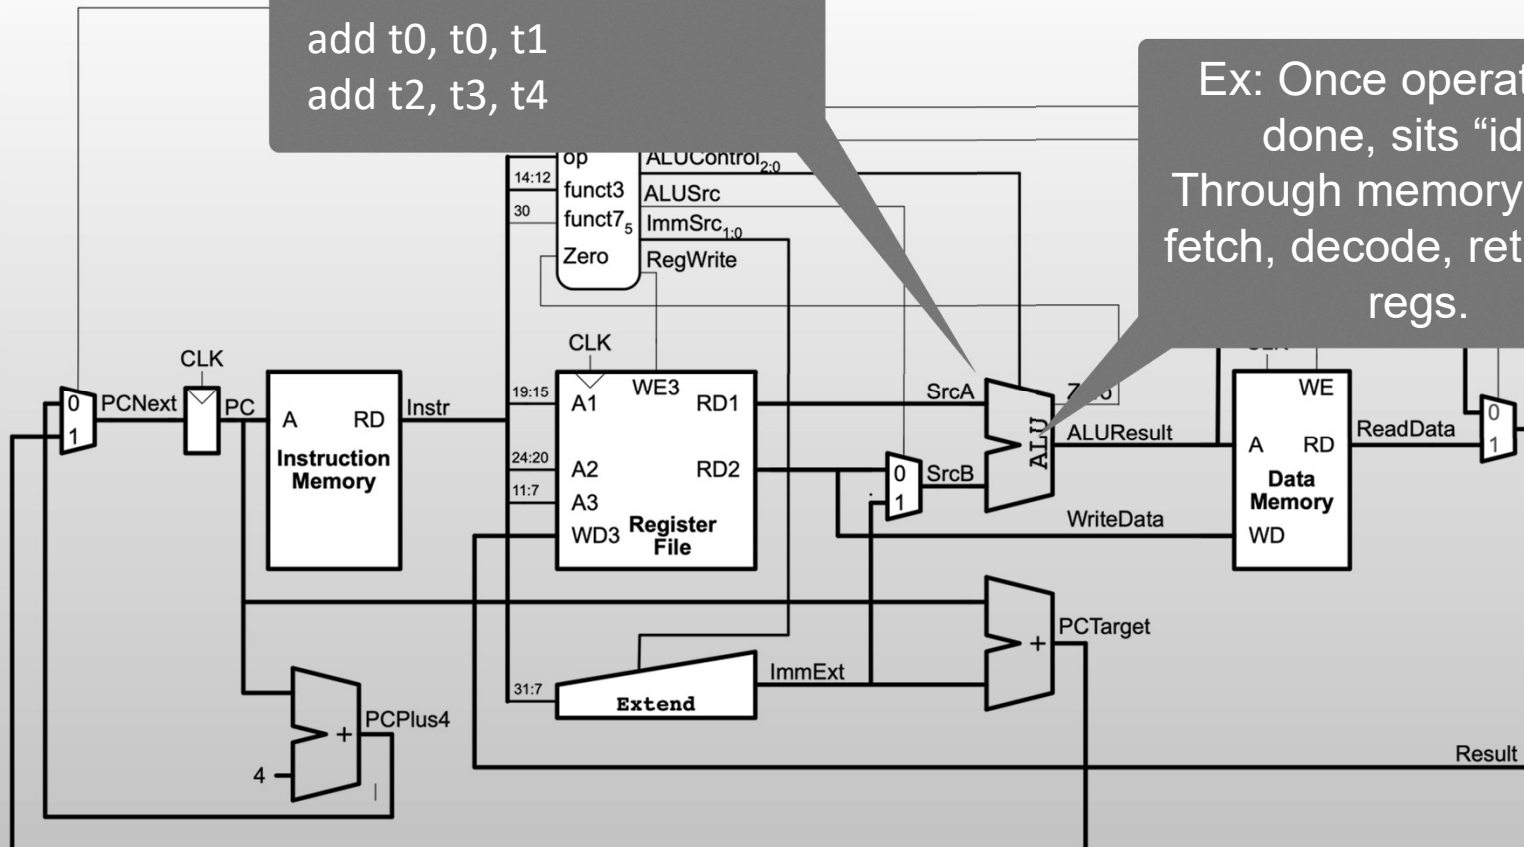 add t0, t0, t1
add t2, t3, t4
Ex: Once
done, sits
Through memory
fetch, decode,
regs.
op
ALUControl2:0
14:12
funct3
ALUSrc
30
funct75
ImmSrc1:0
Zero
RegWrite
CLK
CLK
0
1
PCNext
PC
A
RD
Instruction
Memory
Instr
19:15
A1
WE3
RD1
24:20
A2
RD2
11:7
A3
WD3
Register
File
SrcA
0
1
SrcB
ALU
ALUResult
WriteData
WE
A
RD
Data
Memory
WD
ReadData
0
1
+
PCTarget
31:7
Extend
ImmExt
+
PCPlus4
4
Result